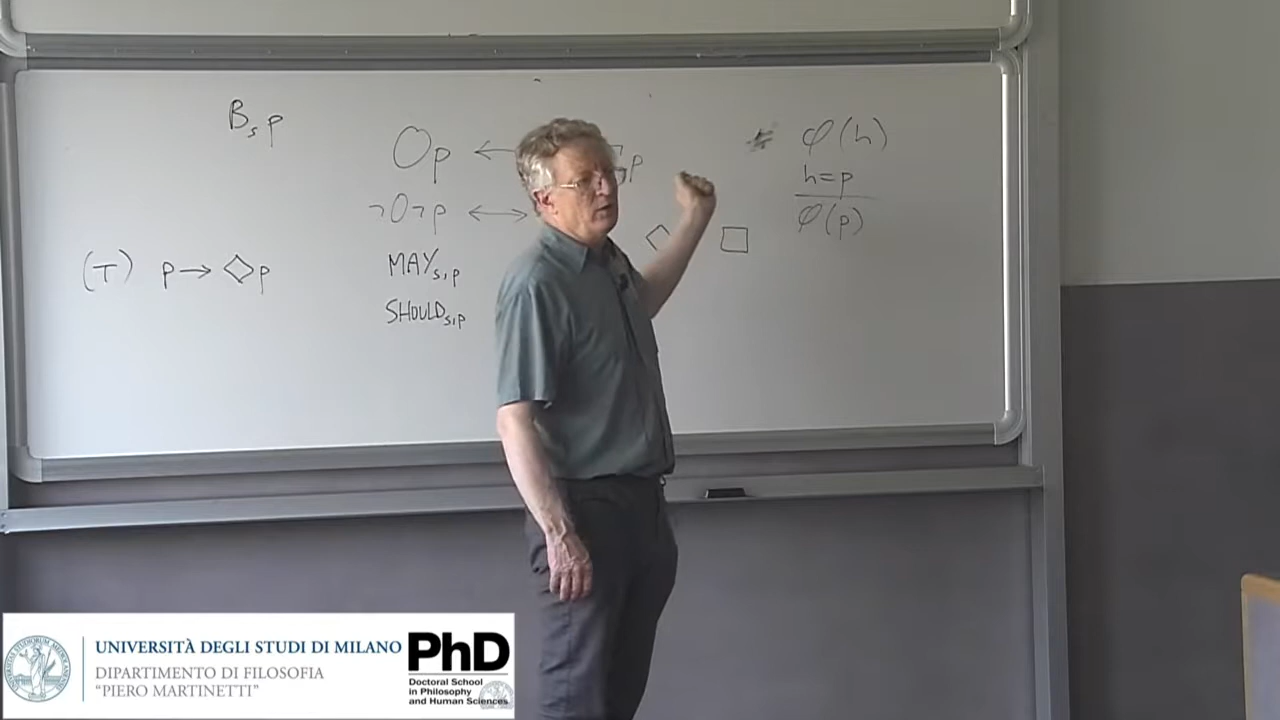 B_s p
Op ← ¬p
¬O¬p ↔
MAY_s,p
SHOULD_s,p
(T) p → ◇p
◇ □
φ(h)
h=p
φ(p)
UNIVERSITÀ DEGLI STUDI DI MILANO
DIPARTIMENTO DI FILOSOFIA
"PIERO MARTINETTI"
PhD
Doctoral School
in Philosophy
and Human Sciences